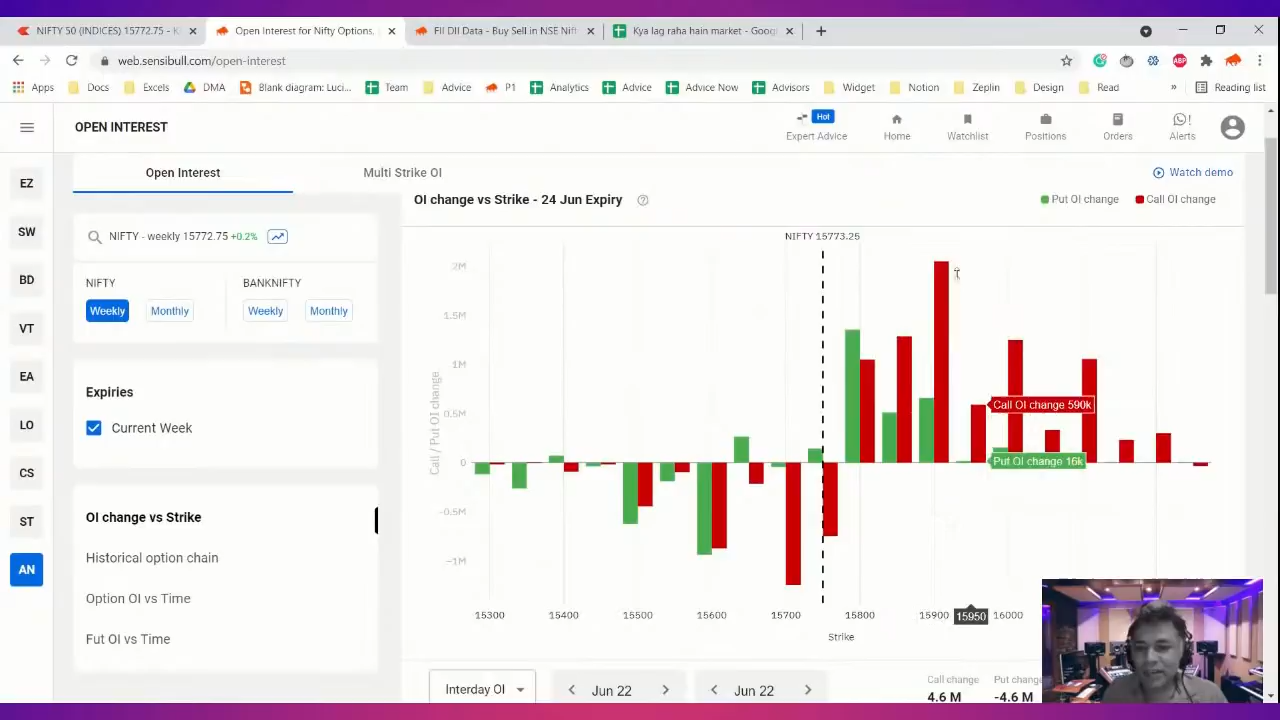 NIFTY 50 (INDICES) 15772.75 - K
Open Interest for Nifty Options,
FII DII Data - Buy Sell in NSE Nift
Kya lag raha hain market - Googl
web.sensibull.com/open-interest
ABP
Apps
Docs
Excels
DMA
Blank diagram: Luci...
Team
Advice
P1
Analytics
Advice
Advice Now
Advisors
Widget
Notion
Zeplin
Design
Read
»
Reading list
OPEN INTEREST
Hot
Expert Advice
Home
Watchlist
Positions
Orders
Alerts
EZ
SW
BD
VT
EA
LO
CS
ST
AN
Open Interest
Multi Strike OI
Watch demo
NIFTY - weekly 15772.75 +0.2%
NIFTY
BANKNIFTY
Weekly
Monthly
Weekly
Monthly
Expiries
Current Week
OI change vs Strike
Historical option chain
Option OI vs Time
Fut OI vs Time
OI change vs Strike - 24 Jun Expiry
Put OI change
Call OI change
NIFTY 15773.25
2M
1.5M
1M
0.5M
0
-0.5M
-1M
Call / Put OI change
Call OI change 590k
Put OI change 16k
15300
15400
15500
15600
15700
15800
15900
15950
16000
Strike
Interday OI
Jun 22
Jun 22
Call change
4.6 M
Put change
-4.6 M